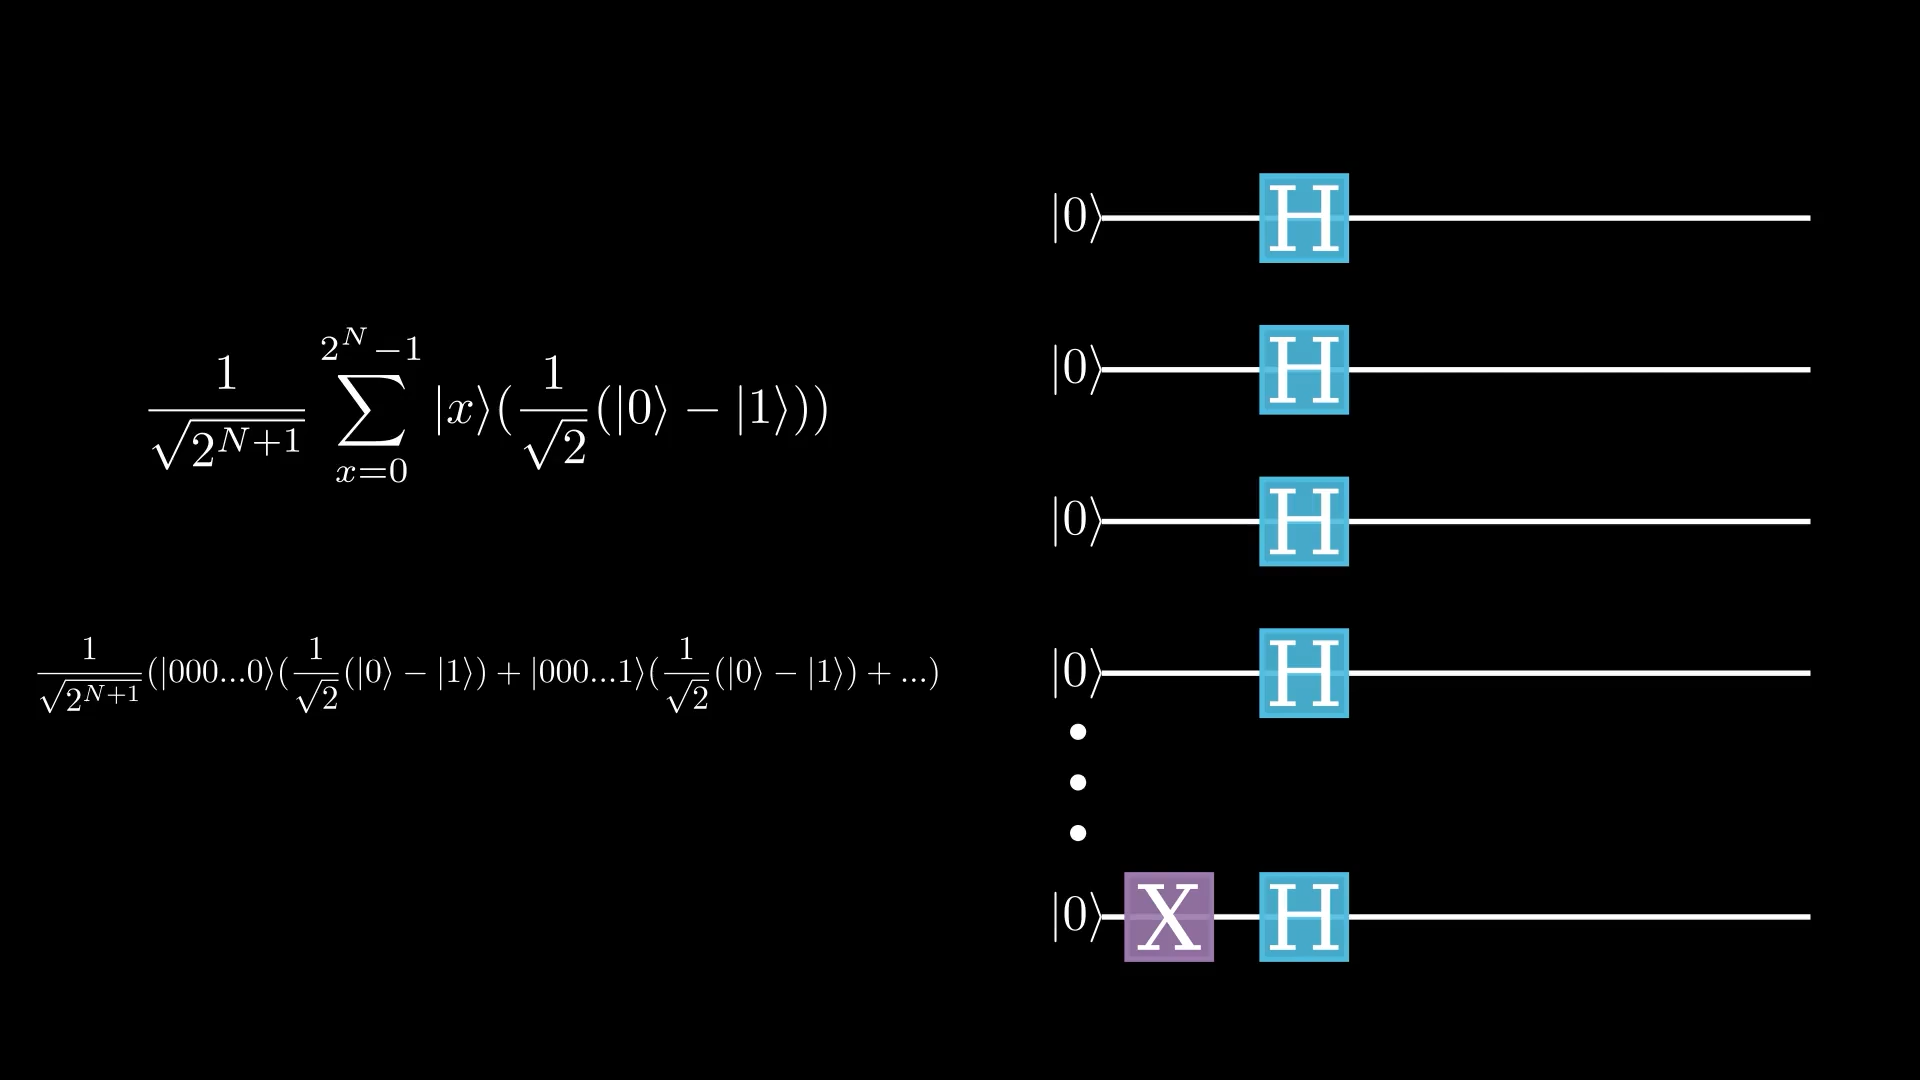 $\frac{1}{\sqrt{2^{N+1}}} \sum_{x=0}^{2^N-1} |x\rangle(\frac{1}{\sqrt{2}}(|0\rangle - |1\rangle))$
$\frac{1}{\sqrt{2^{N+1}}}(|000...0\rangle(\frac{1}{\sqrt{2}}(|0\rangle - |1\rangle) + |000...1\rangle(\frac{1}{\sqrt{2}}(|0\rangle - |1\rangle) + ...)$
|0⟩ H
|0⟩ H
|0⟩ H
|0⟩ H
|0⟩ X H